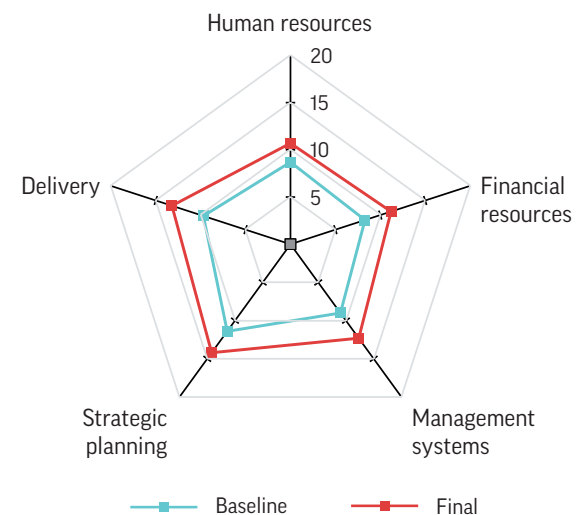 Human resources
20
15
10
5
Delivery
Financial
resources
Strategic
planning
Management
systems
Baseline
Final